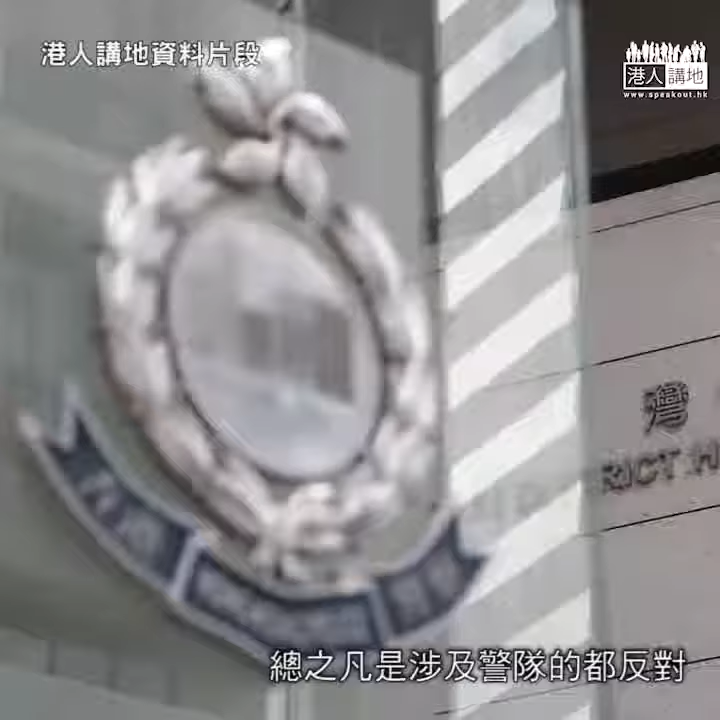 港人講地資料片段
港人講地
www.speakout.hk
灣
RICT H
總之凡是涉及警隊的都反對